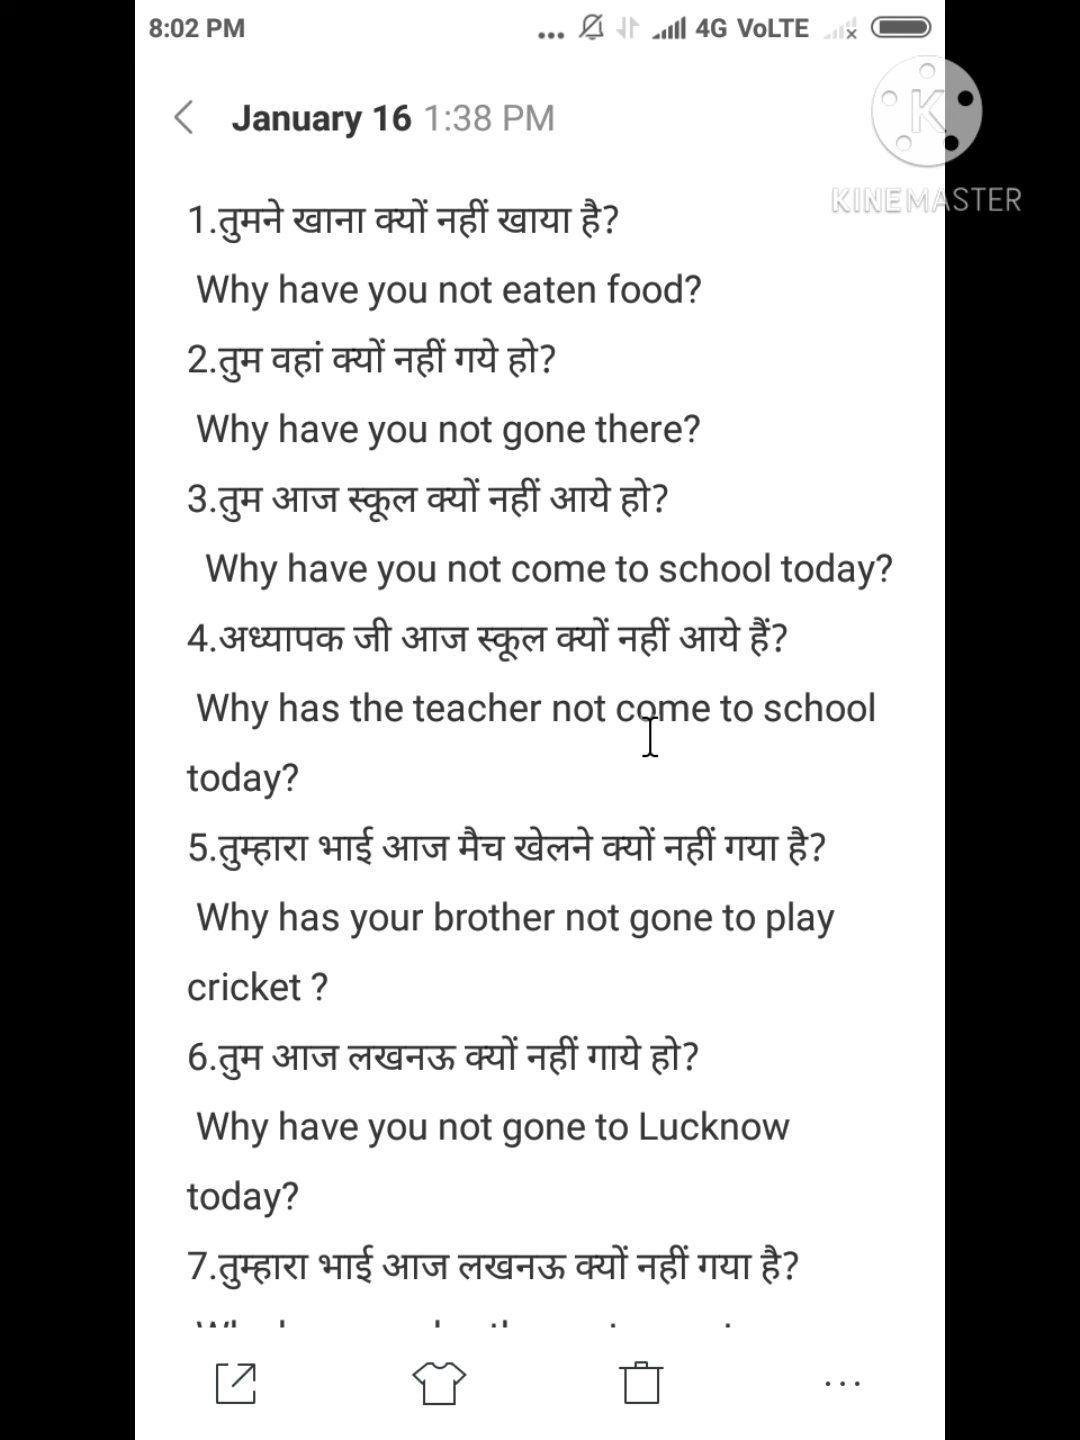 8:02 PM
... 4G VoLTE
January 16 1:38 PM
K
KINEMASTER
1.तुमने खाना क्यों नहीं खाया है?
Why have you not eaten food?
2.तुम वहां क्यों नहीं गये हो?
Why have you not gone there?
3.तुम आज स्कूल क्यों नहीं आये हो?
Why have you not come to school today?
4.अध्यापक जी आज स्कूल क्यों नहीं आये हैं?
Why has the teacher not come to school
today?
5.तुम्हारा भाई आज मैच खेलने क्यों नहीं गया है?
Why has your brother not gone to play
cricket ?
6.तुम आज लखनऊ क्यों नहीं गाये हो?
Why have you not gone to Lucknow
today?
7.तुम्हारा भाई आज लखनऊ क्यों नहीं गया है?